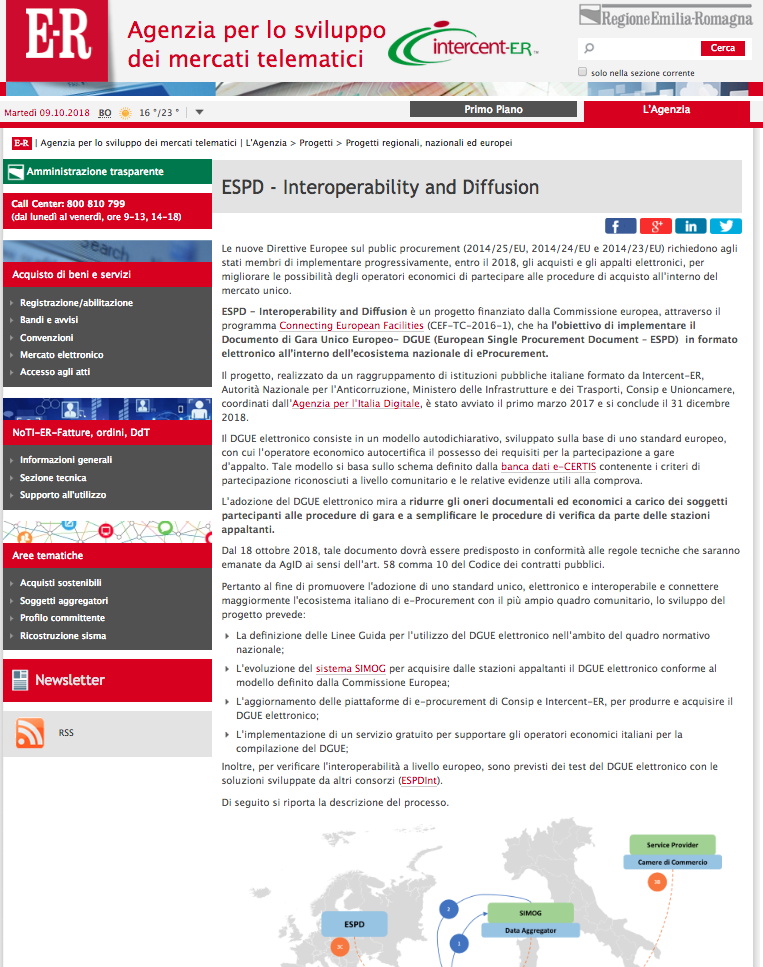 E-R
Agenzia per lo sviluppo
dei mercati telematici
intercent-ER™
RegioneEmilia-Romagna
Cerca
solo nella sezione corrente
Martedì 09.10.2018 BO 16 °/23 °
Primo Piano
L'Agenzia
E-R | Agenzia per lo sviluppo dei mercati telematici | L'Agenzia > Progetti > Progetti regionali, nazionali ed europei
Amministrazione trasparente
Call Center: 800 810 799
(dal lunedì al venerdì, ore 9-13, 14-18)
Search
Acquisto di beni e servizi
Registrazione/abilitazione
Bandi e avvisi
Convenzioni
Mercato elettronico
Accesso agli atti
NoTI-ER-Fatture, ordini, DdT
Informazioni generali
Sezione tecnica
Supporto all'utilizzo
Aree tematiche
Acquisti sostenibili
Soggetti aggregatori
Profilo committente
Ricostruzione sisma
Newsletter
RSS
ESPD - Interoperability and Diffusion
Le nuove Direttive Europee sul public procurement (2014/25/EU, 2014/24/EU e 2014/23/EU) richiedono agli
stati membri di implementare progressivamente, entro il 2018, gli acquisti e gli appalti elettronici, per
migliorare le possibilità degli operatori economici di partecipare alle procedure di acquisto all'interno del
mercato unico.
ESPD - Interoperability and Diffusion è un progetto finanziato dalla Commissione europea, attraverso il
programma Connecting European Facilities (CEF-TC-2016-1), che ha l'obiettivo di implementare il
Documento di Gara Unico Europeo- DGUE (European Single Procurement Document - ESPD) in formato
elettronico all'interno dell'ecosistema nazionale di eProcurement.
Il progetto, realizzato da un raggruppamento di istituzioni pubbliche italiane formato da Intercent-ER,
Autorità Nazionale per l'Anticorruzione, Ministero delle Infrastrutture e dei Trasporti, Consip e Unioncamere,
coordinati dall'Agenzia per l'Italia Digitale, è stato avviato il primo marzo 2017 e si conclude il 31 dicembre
2018.
Il DGUE elettronico consiste in un modello autodichiarativo, sviluppato sulla base di uno standard europeo,
con cui l'operatore economico autocertifica il possesso dei requisiti per la partecipazione a gare
d'appalto. Tale modello si basa sullo schema definito dalla banca dati e-CERTIS contenente i criteri di
partecipazione riconosciuti a livello comunitario e le relative evidenze utili alla comprova.
L'adozione del DGUE elettronico mira a ridurre gli oneri documentali ed economici a carico dei soggetti
partecipanti alle procedure di gara e a semplificare le procedure di verifica da parte delle stazioni
appaltanti.
Dal 18 ottobre 2018, tale documento dovrà essere predisposto in conformità alle regole tecniche che saranno
emanate da AgID ai sensi dell'art. 58 comma 10 del Codice dei contratti pubblici.
Pertanto al fine di promuovere l'adozione di uno standard unico, elettronico e interoperabile e connettere
maggiormente l'ecosistema italiano di e-Procurement con il più ampio quadro comunitario, lo sviluppo del
progetto prevede:
La definizione delle Linee Guida per l'utilizzo del DGUE elettronico nell'ambito del quadro normativo
nazionale;
L'evoluzione del sistema SIMOG per acquisire dalle stazioni appaltanti il DGUE elettronico conforme al
modello definito dalla Commissione Europea;
L'aggiornamento delle piattaforme di e-procurement di Consip e Intercent-ER, per produrre e acquisire il
DGUE elettronico;
L'implementazione di un servizio gratuito per supportare gli operatori economici italiani per la
compilazione del DGUE;
Inoltre, per verificare l'interoperabilità a livello europeo, sono previsti dei test del DGUE elettronico con le
soluzioni sviluppate da altri consorzi (ESPDInt).
Di seguito si riporta la descrizione del processo.
Service Provider
Camere di Commercio
SIMOG
Data Aggregator
ESPD